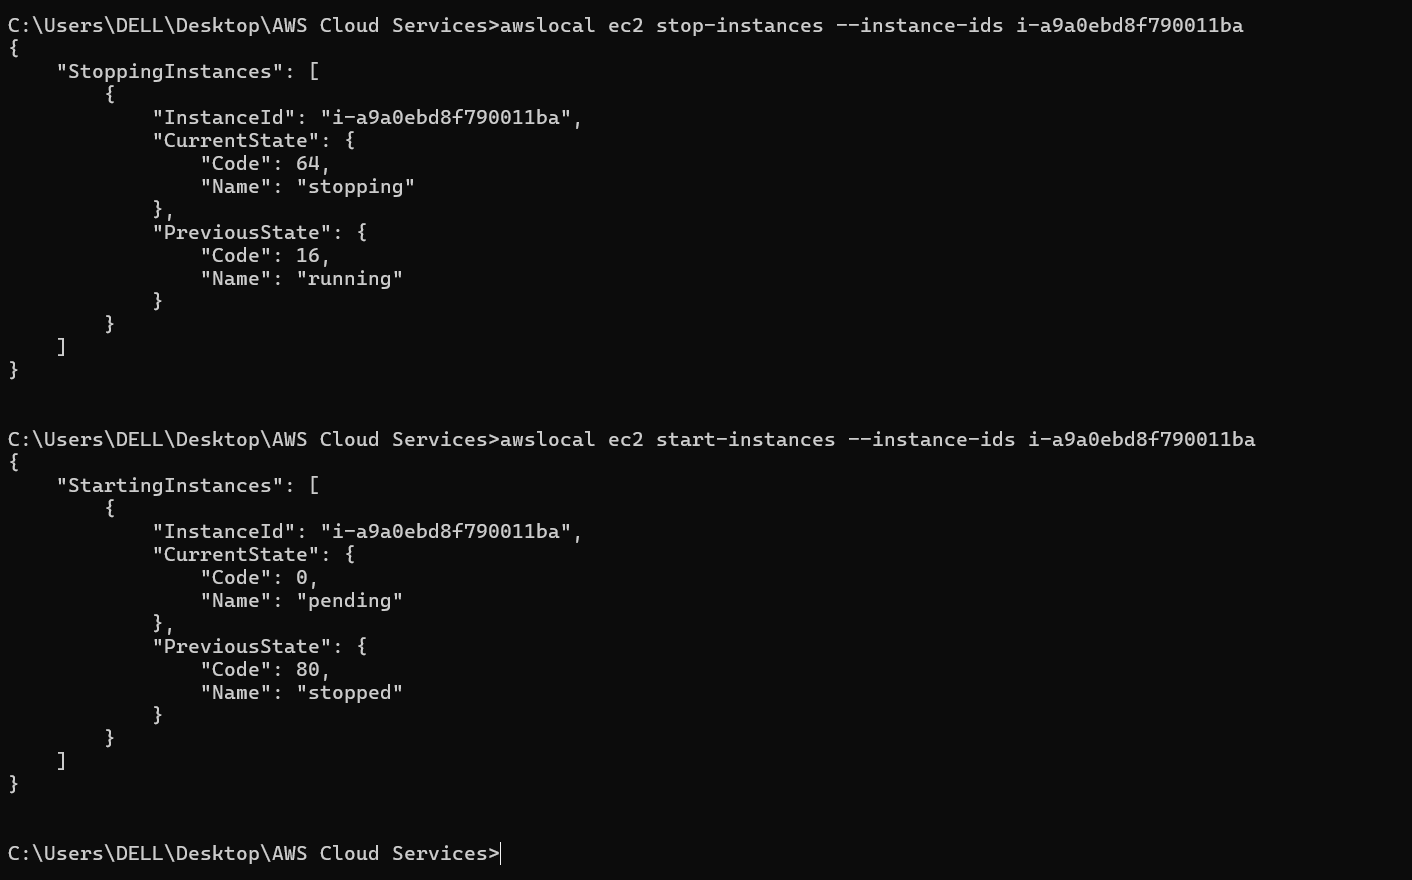 C:\Users\DELL\Desktop\AWS Cloud Services>awslocal ec2 stop-instances --instance-ids i-a9a0ebd8f790011ba
{
    "StoppingInstances": [
        {
            "InstanceId": "i-a9a0ebd8f790011ba",
            "CurrentState": {
                "Code": 64,
                "Name": "stopping"
            },
            "PreviousState": {
                "Code": 16,
                "Name": "running"
            }
        }
    ]
}
C:\Users\DELL\Desktop\AWS Cloud Services>awslocal ec2 start-instances --instance-ids i-a9a0ebd8f790011ba
{
    "StartingInstances": [
        {
            "InstanceId": "i-a9a0ebd8f790011ba",
            "CurrentState": {
                "Code": 0,
                "Name": "pending"
            },
            "PreviousState": {
                "Code": 80,
                "Name": "stopped"
            }
        }
    ]
}
C:\Users\DELL\Desktop\AWS Cloud Services>